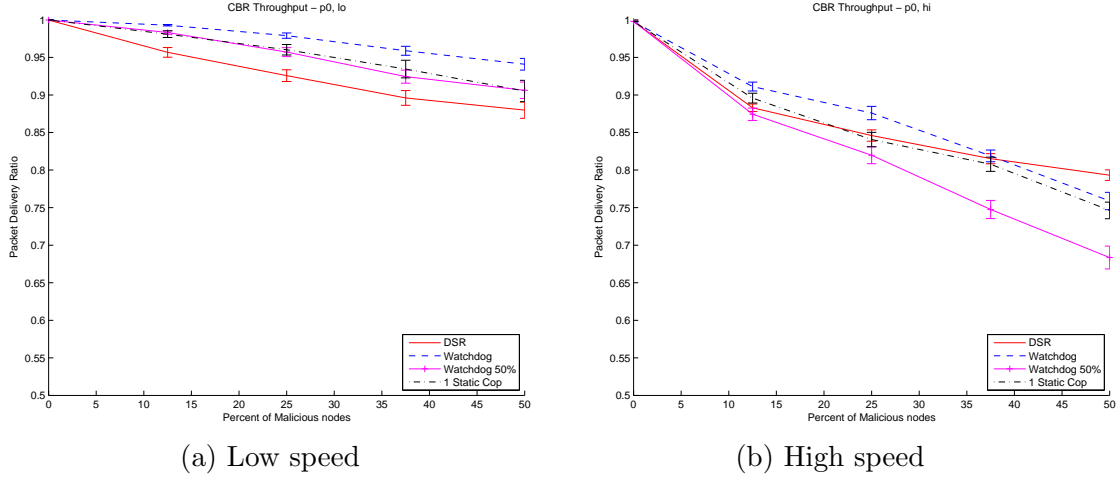 CBR Throughput – p0, lo
1
0.95
0.9
0.85
0.8
0.75
0.7
0.65
0.6
0.55
0.5
Packet Delivery Ratio
0 5 10 15 20 25 30 35 40 45 50
Percent of Malicious nodes
DSR
Watchdog
Watchdog 50%
1 Static Cop
(a) Low speed
CBR Throughput – p0, hi
1
0.95
0.9
0.85
0.8
0.75
0.7
0.65
0.6
0.55
0.5
Packet Delivery Ratio
0 5 10 15 20 25 30 35 40 45 50
Percent of Malicious nodes
DSR
Watchdog
Watchdog 50%
1 Static Cop
(b) High speed